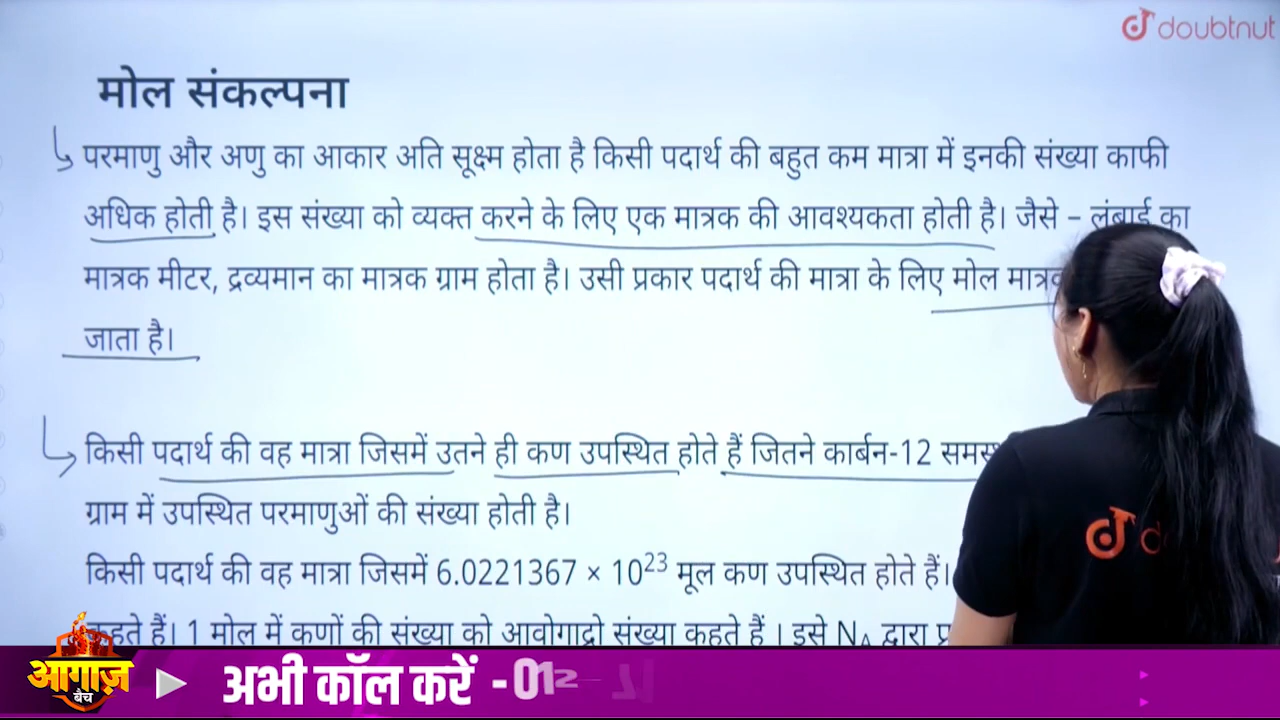 doubtnut
मोल संकल्पना
परमाणु और अणु का आकार अति सूक्ष्म होता है किसी पदार्थ की बहुत कम मात्रा में इनकी संख्या काफी
अधिक होती है। इस संख्या को व्यक्त करने के लिए एक मात्रक की आवश्यकता होती है। जैसे – लंबाई का
मात्रक मीटर, द्रव्यमान का मात्रक ग्राम होता है। उसी प्रकार पदार्थ की मात्रा के लिए मोल
जाता है।
किसी पदार्थ की वह मात्रा जिसमें उतने ही कण उपस्थित होते हैं जितने कार्बन-12
ग्राम में उपस्थित परमाणुओं की संख्या होती है।
किसी पदार्थ की वह मात्रा जिसमें 6.0221367 × 10²³ मूल कण उपस्थित होते हैं।
कहते हैं। 1 मोल में कणों की संख्या को आवोगाद्रो संख्या कहते हैं । इसे N_A द्वारा
आगाज़
बैच
अभी कॉल करें -012